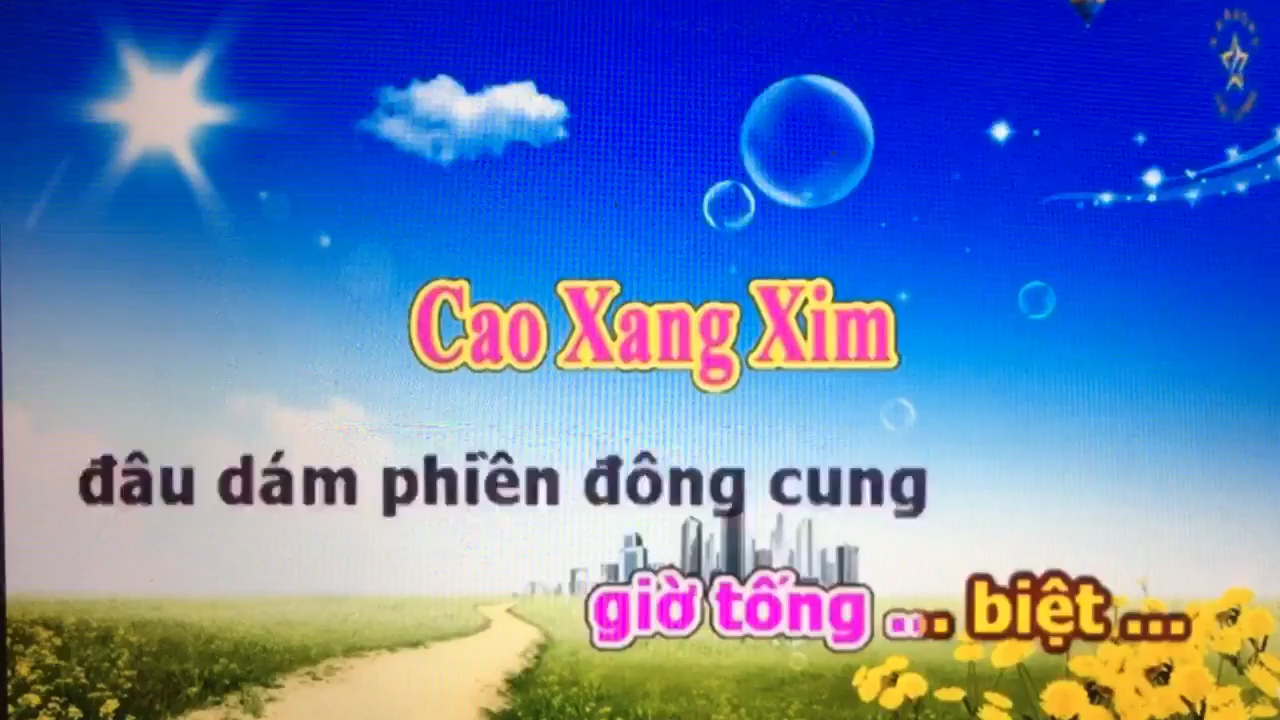 Cao Xang Xim
đâu dám phiền đông cung
giờ tống ... biệt ...